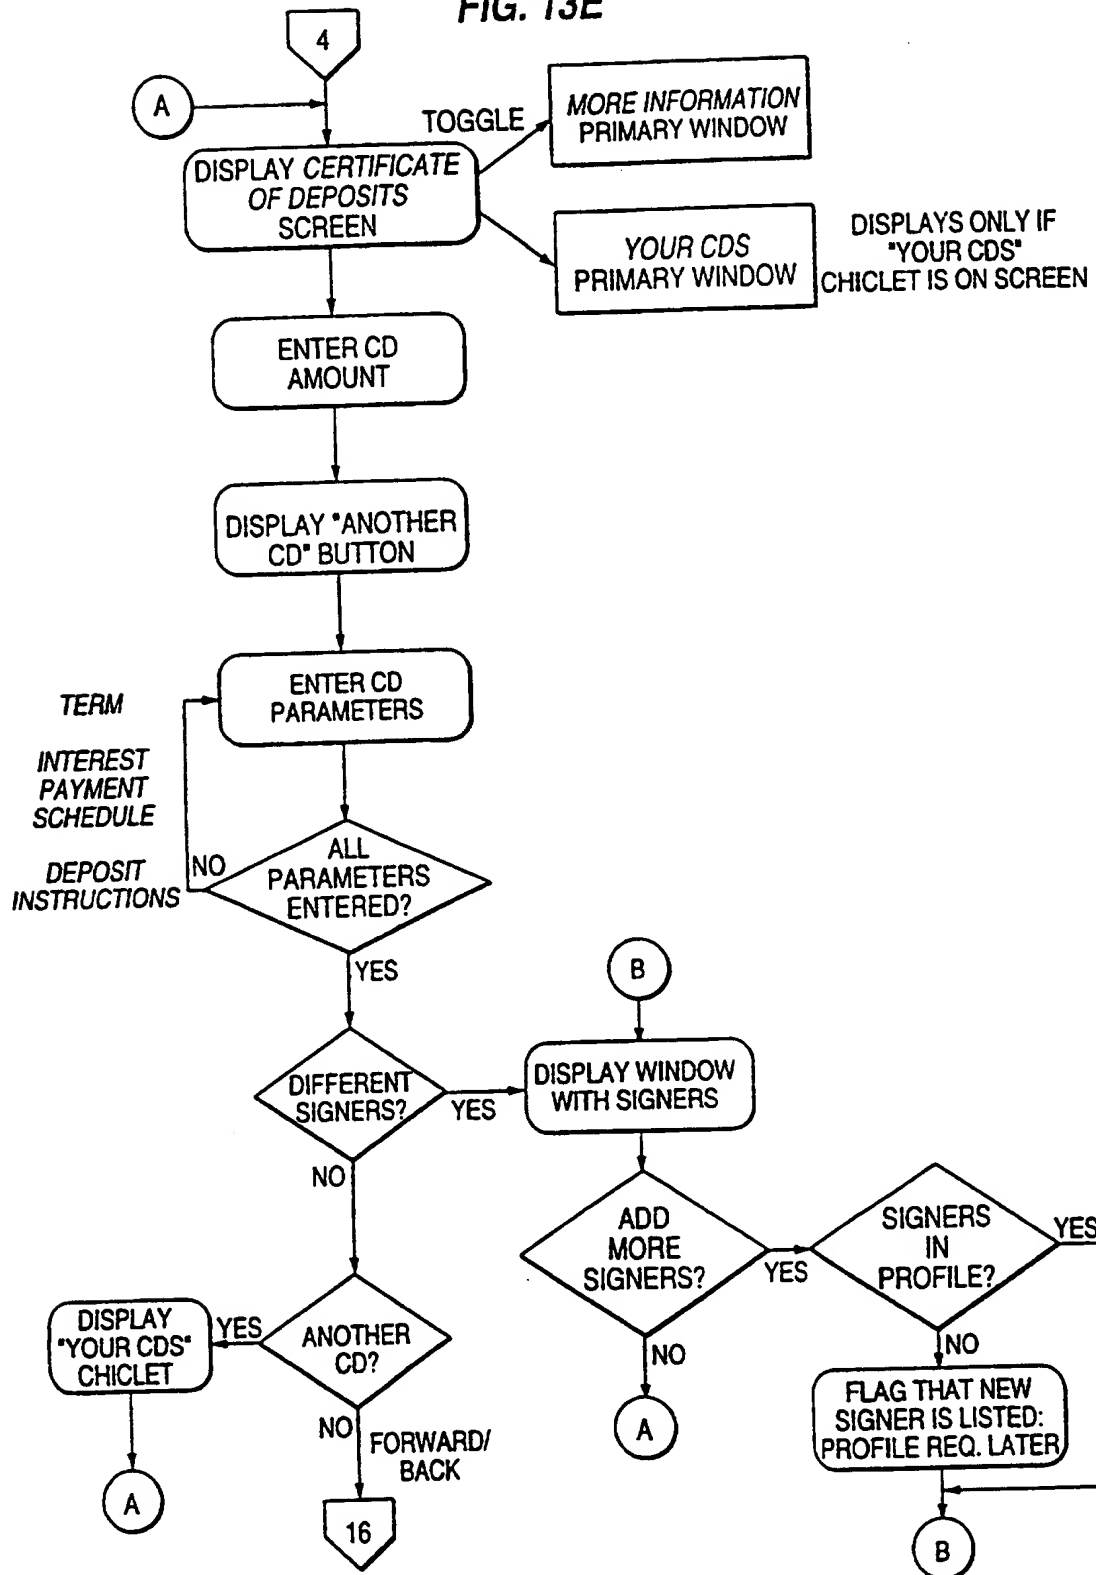 FIG. 13E
4
A
TOGGLE
MORE INFORMATION
PRIMARY WINDOW
DISPLAY CERTIFICATE
OF DEPOSITS
SCREEN
YOUR CDS
PRIMARY WINDOW
DISPLAYS ONLY IF
"YOUR CDS"
CHICLET IS ON SCREEN
ENTER CD
AMOUNT
DISPLAY "ANOTHER
CD" BUTTON
ENTER CD
PARAMETERS
TERM
INTEREST
PAYMENT
SCHEDULE
DEPOSIT
INSTRUCTIONS
NO
ALL
PARAMETERS
ENTERED?
YES
B
DIFFERENT
SIGNERS?
YES
DISPLAY WINDOW
WITH SIGNERS
NO
ADD
MORE
SIGNERS?
YES
SIGNERS
IN
PROFILE?
YES
DISPLAY
"YOUR CDS"
CHICLET
YES
ANOTHER
CD?
NO
NO
FLAG THAT NEW
SIGNER IS LISTED:
PROFILE REQ. LATER
A
NO
FORWARD/
BACK
A
16
B